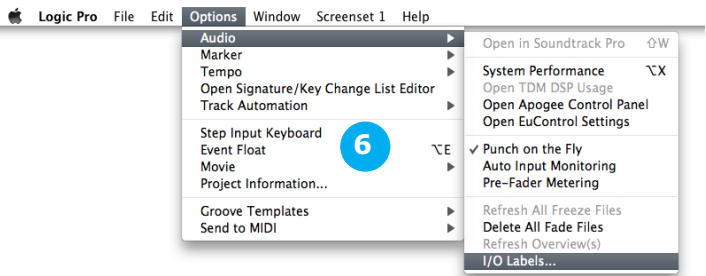 Logic Pro File Edit Options Window Screenset 1 Help
Audio
Marker
Tempo
Open Signature/Key Change List Editor
Track Automation
Step Input Keyboard
Event Float ⌥E
Movie
Project Information...
Groove Templates
Send to MIDI
6
Open in Soundtrack Pro ⇧W
System Performance ⌥X
Open TDM DSP Usage
Open Apogee Control Panel
Open EuControl Settings
✓ Punch on the Fly
Auto Input Monitoring
Pre-Fader Metering
Refresh All Freeze Files
Delete All Fade Files
Refresh Overview(s)
I/O Labels...